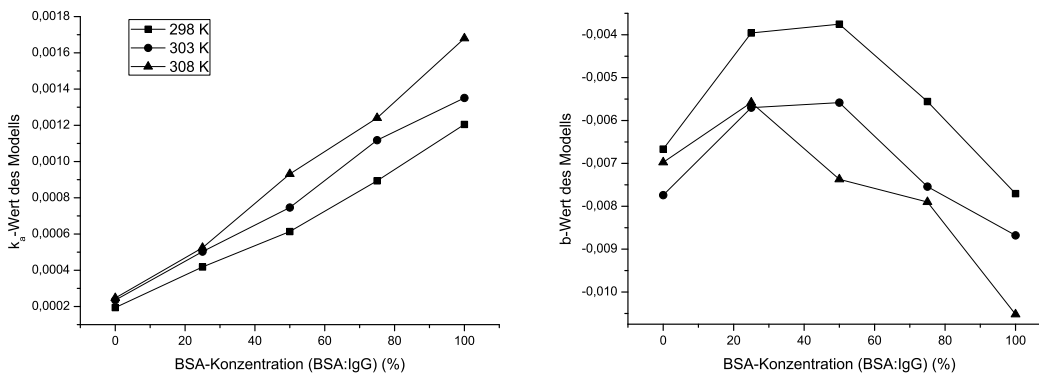 0,0018
0,0016
0,0014
0,0012
0,0010
0,0008
0,0006
0,0004
0,0002
kₐ-Wert des Modells
298 K
303 K
308 K
0 20 40 60 80 100
BSA-Konzentration (BSA:IgG) (%)
-0,004
-0,005
-0,006
-0,007
-0,008
-0,009
-0,010
b-Wert des Modells
0 20 40 60 80 100
BSA-Konzentration (BSA:IgG) (%)